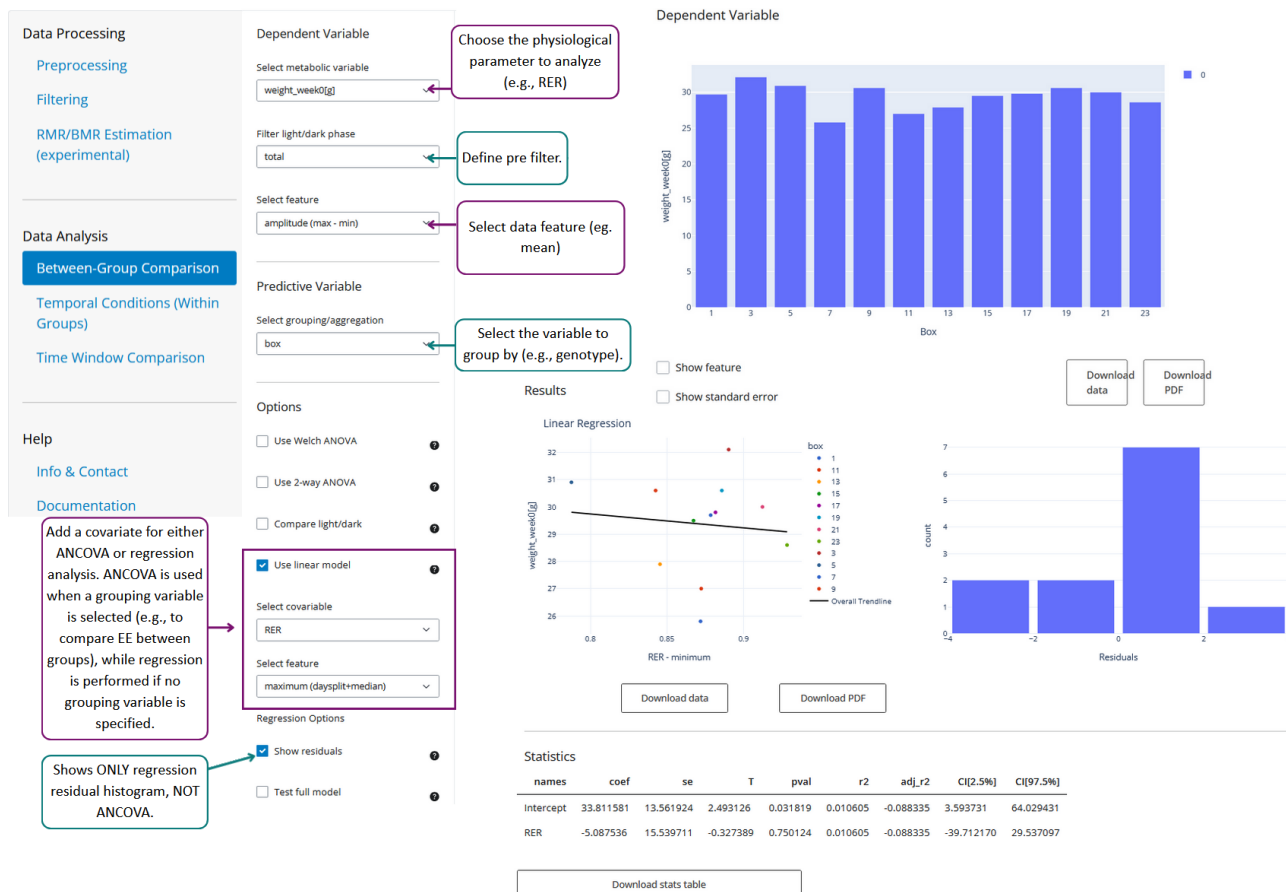 Data Processing
Preprocessing
Filtering
RMR/BMR Estimation
(experimental)
Data Analysis
Between-Group Comparison
Temporal Conditions (Within
Groups)
Time Window Comparison
Help
Info & Contact
Documentation
Add a covariate for either
ANCOVA or regression
analysis. ANCOVA is used
when a grouping variable
is selected (e.g., to
compare EE between
groups), while regression
is performed if no
grouping variable is
specified.
Shows ONLY regression
residual histogram, NOT
ANCOVA.
Dependent Variable
Select metabolic variable
weight_week0[g]
Filter light/dark phase
total
Select feature
amplitude (max - min)
Predictive Variable
Select grouping/aggregation
box
Options
Use Welch ANOVA
?
Use 2-way ANOVA
?
Compare light/dark
?
Use linear model
?
Select covariable
RER
Select feature
maximum (daysplit+median)
Regression Options
Show residuals
?
Test full model
?
Choose the physiological
parameter to analyze
(e.g., RER)
Define pre filter.
Select data feature (eg.
mean)
Select the variable to
group by (e.g., genotype).
Dependent Variable
weight_week0[g]
30
25
20
15
10
5
0
1 3 5 7 9 11 13 15 17 19 21 23
Box
0
Show feature
Show standard error
Download
data
Download
PDF
Results
Linear Regression
weight_week0[g]
32
31
30
29
28
27
26
0.8 0.85 0.9
RER - minimum
box
1
11
13
15
17
19
21
23
3
5
7
9
Overall Trendline
count
7
6
5
4
3
2
1
0
−4 −2 0 2
Residuals
Download data
Download PDF
Statistics
names coef se T pval r2 adj_r2 CI[2.5%] CI[97.5%]
Intercept 33.811581 13.561924 2.493126 0.031819 0.010605 -0.088335 3.593731 64.029431
RER -5.087536 15.539711 -0.327389 0.750124 0.010605 -0.088335 -39.712170 29.537097
Download stats table